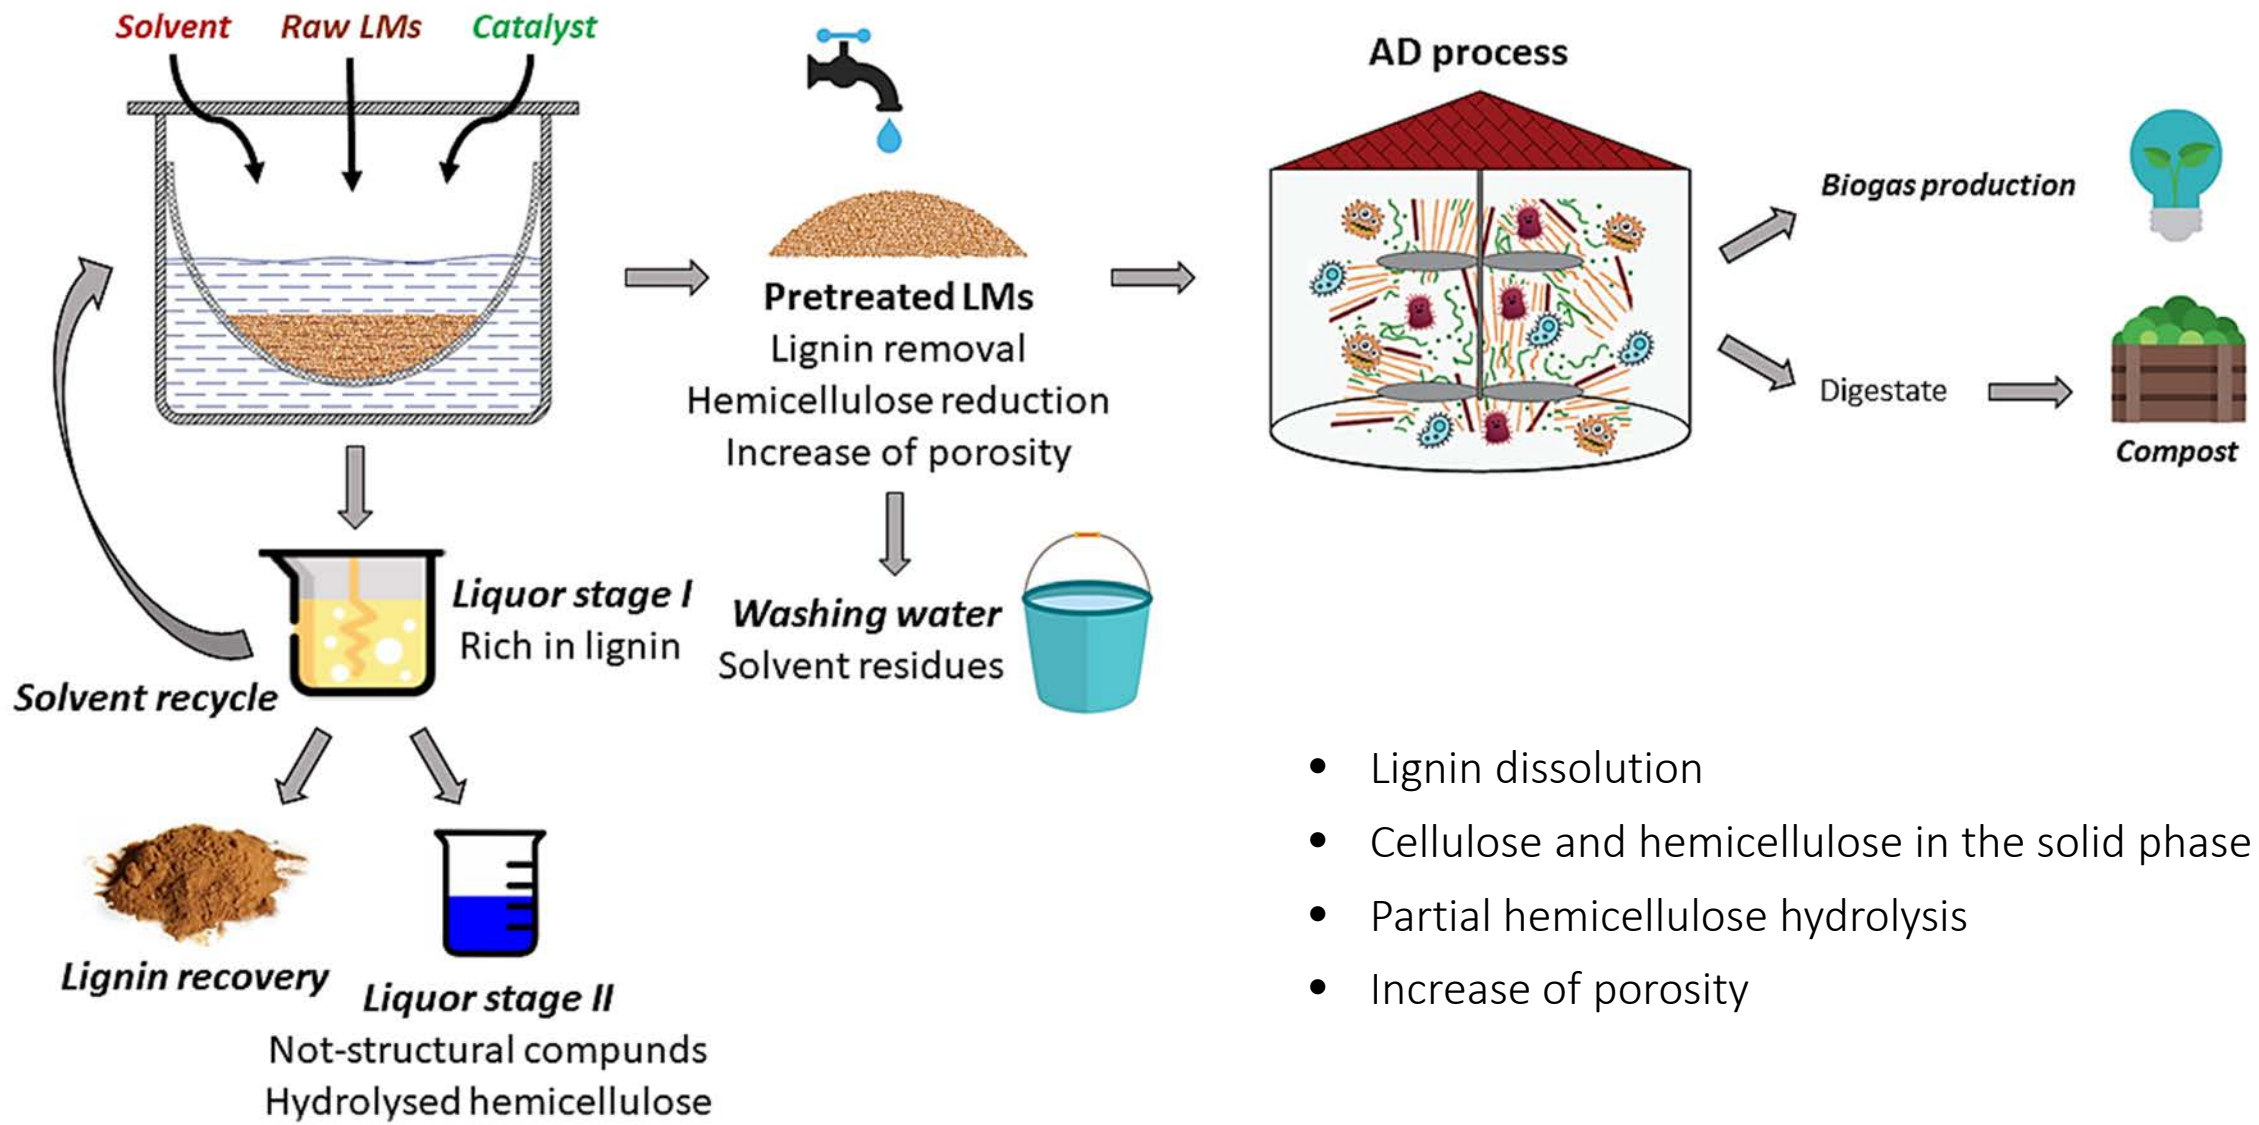 Solvent
Raw LMs
Catalyst
AD process
Biogas production
Pretreated LMs
Lignin removal
Hemicellulose reduction
Increase of porosity
Digestate
Compost
Liquor stage I
Rich in lignin
Washing water
Solvent residues
Solvent recycle
Lignin recovery
Liquor stage II
Not-structural compunds
Hydrolysed hemicellulose
• Lignin dissolution
• Cellulose and hemicellulose in the solid phase
• Partial hemicellulose hydrolysis
• Increase of porosity